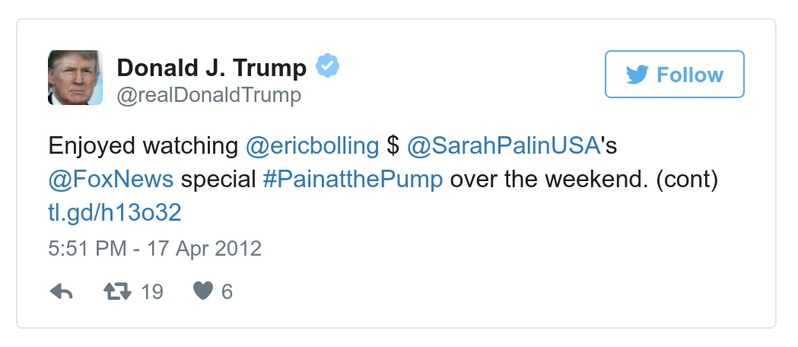 Donald J. Trump
@realDonaldTrump
Follow
Enjoyed watching @ericbolling $ @SarahPalinUSA's
@FoxNews special #PainatthePump over the weekend. (cont)
tl.gd/h13o32
5:51 PM - 17 Apr 2012
19 6